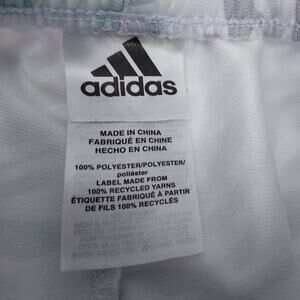 adidas
MADE IN CHINA
FABRIQUÉ EN CHINE
HECHO EN CHINA
100% POLYESTER/POLYESTER/
poliéster
LABEL MADE FROM
100% RECYCLED YARNS
ÉTIQUETTE FABRIQUÉE À PARTIR
DE FILS 100% RECYCLÉ